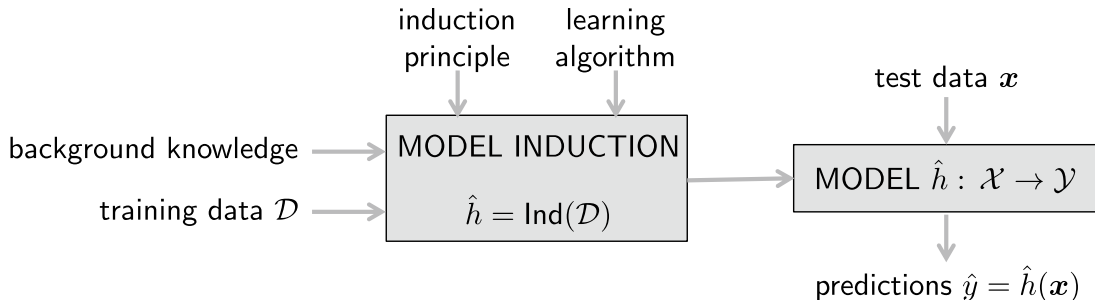 induction
principle
learning
algorithm
background knowledge
training data 𝒟
MODEL INDUCTION
ĥ = Ind(𝒟)
test data 𝒙
MODEL ĥ : 𝒳 → 𝒴
predictions ŷ = ĥ(𝒙)